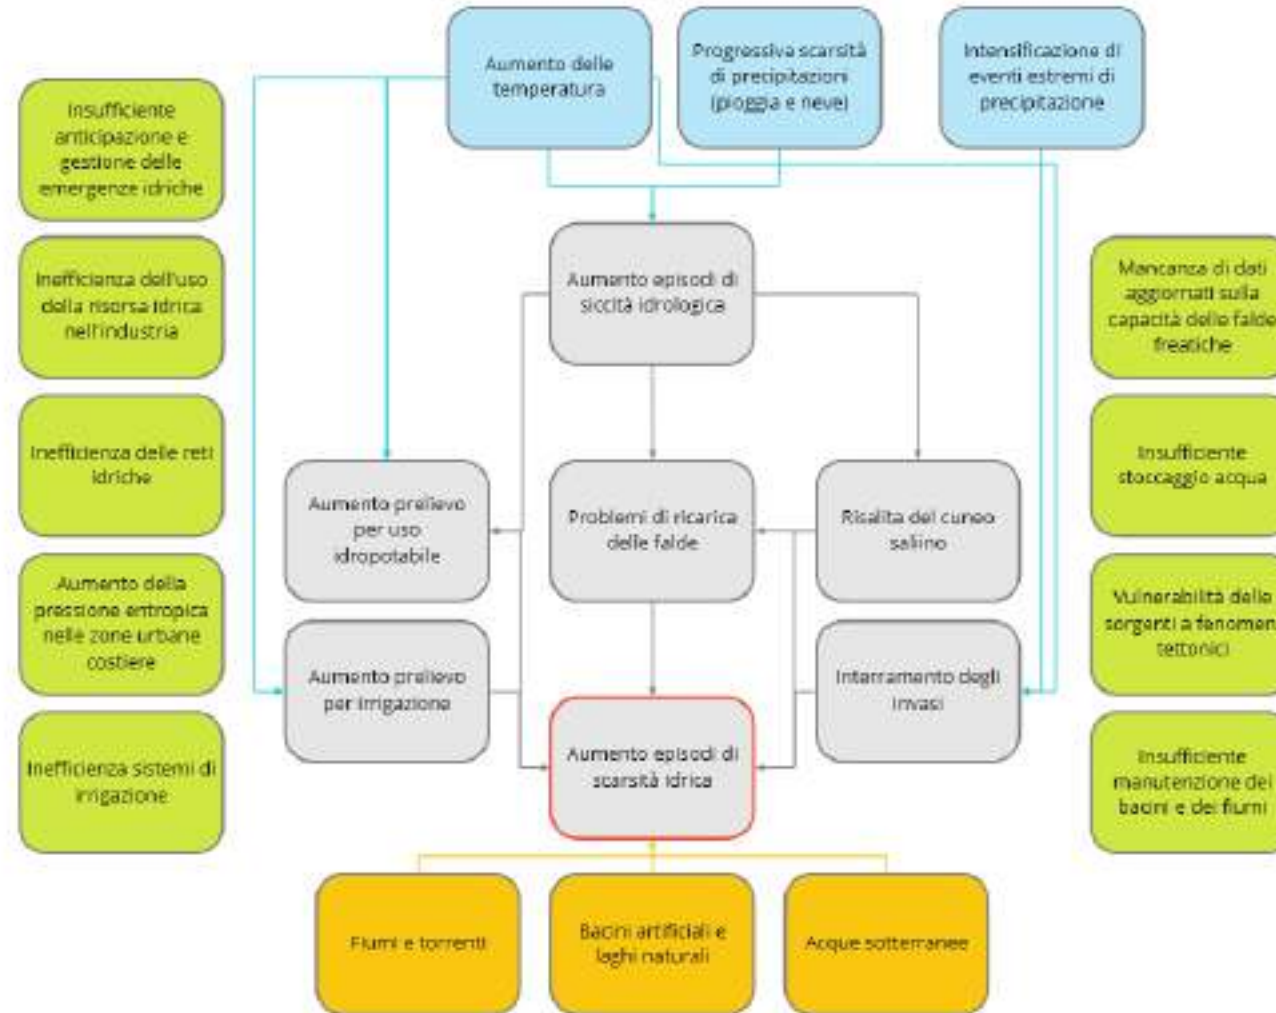 Aumento delle
temperatura
Progressiva scarsità
di precipitazioni
(pioggia e neve)
Intensificazione di
eventi estremi di
precipitazione
Insufficiente
anticipazione e
gestione delle
emergenze idriche
Inefficienza dell'uso
della risorsa idrica
nell'industria
Inefficienza delle reti
idriche
Aumento della
pressione entropica
nelle zone urbane
costiere
Inefficienza sistemi di
irrigazione
Aumento episodi di
siccità idrologica
Aumento prelievo
per uso
idropotabile
Problemi di ricarica
delle falde
Risalita del cuneo
salino
Aumento prelievo
per irrigazione
Interramento degli
invasi
Aumento episodi di
scarsità idrica
Mancanza di dati
aggiornati sulla
capacità delle falde
freatiche
Insufficiente
stoccaggio acqua
Vulnerabilità delle
sorgenti a fenomen
tettonici
Insufficiente
manutenzione dei
bacini e dei fiumi
Fiumi e torrenti
Bacini artificiali e
laghi naturali
Acque sotterranee